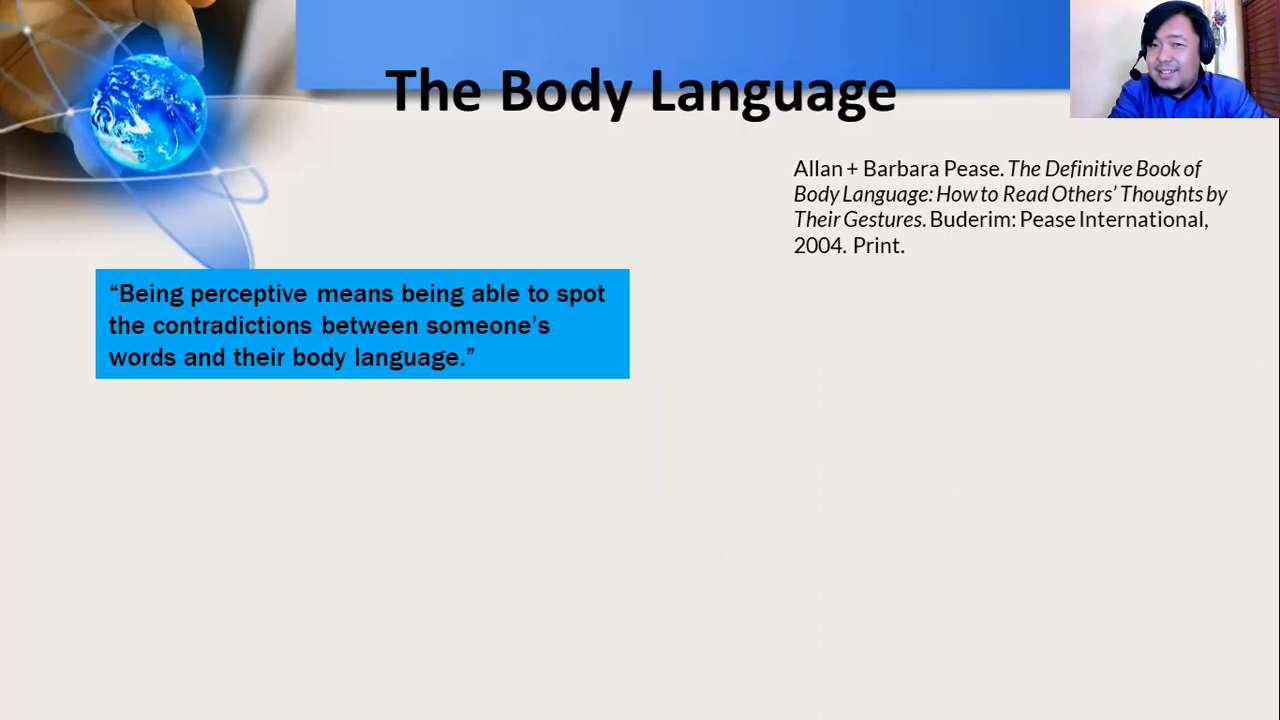 The Body Language
Allan + Barbara Pease. The Definitive Book of
Body Language: How to Read Others’ Thoughts by
Their Gestures. Buderim: Pease International,
2004. Print.
“Being perceptive means being able to spot
the contradictions between someone’s
words and their body language.”